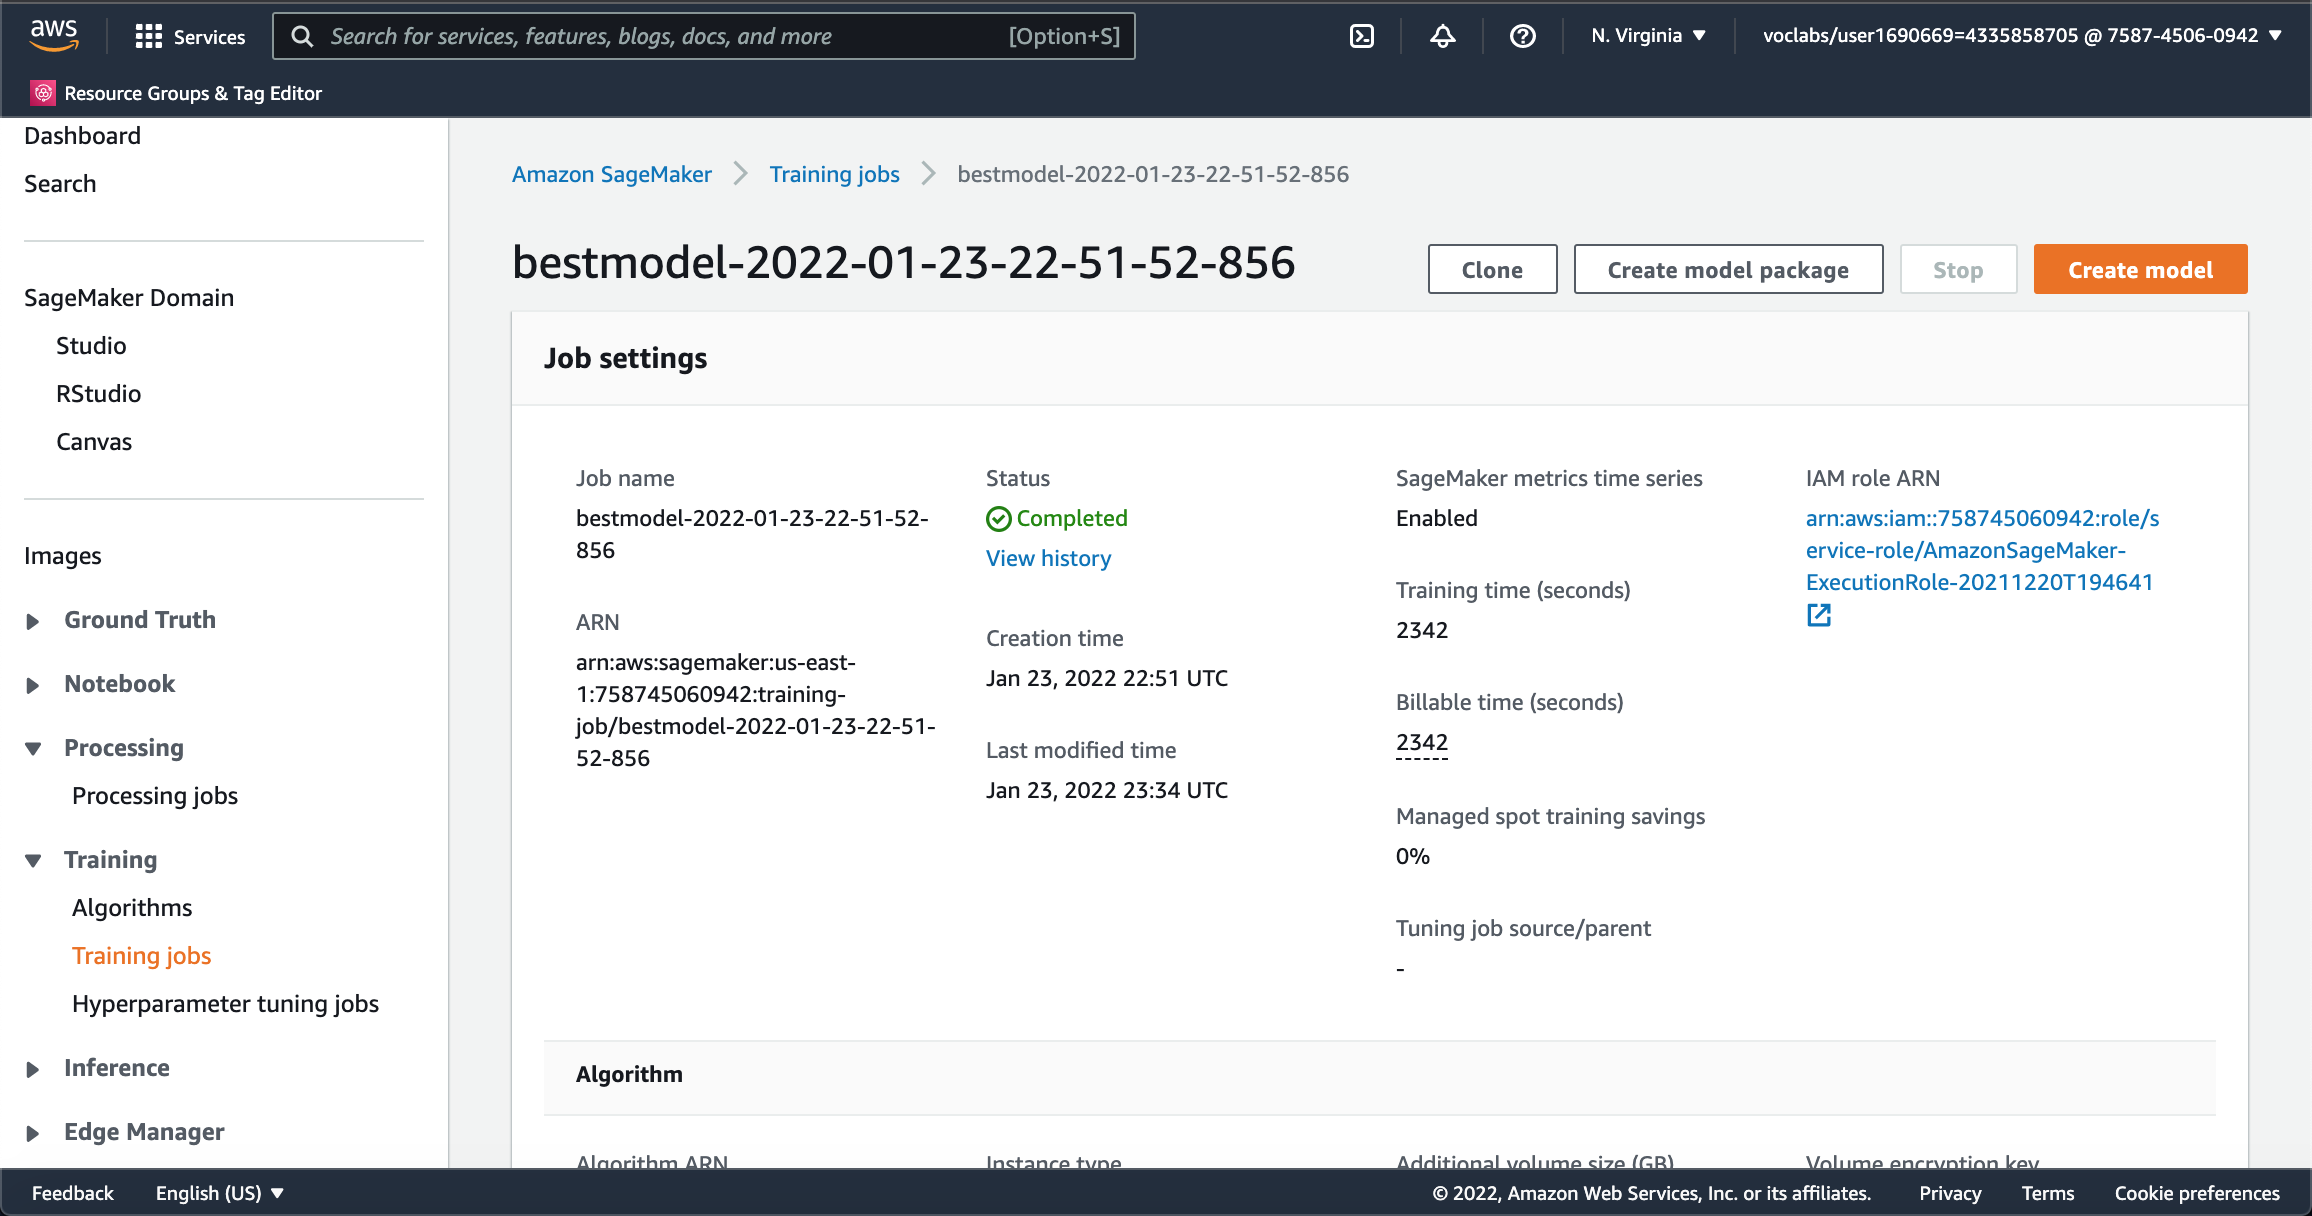 aws
Services
Search for services, features, blogs, docs, and more
[Option+S]
N. Virginia
voclabs/user1690669=4335858705 @ 7587-4506-0942
Resource Groups & Tag Editor
Dashboard
Search
SageMaker Domain
Studio
RStudio
Canvas
Images
Ground Truth
Notebook
Processing
Processing jobs
Training
Algorithms
Training jobs
Hyperparameter tuning jobs
Inference
Edge Manager
Amazon SageMaker
Training jobs
bestmodel-2022-01-23-22-51-52-856
bestmodel-2022-01-23-22-51-52-856
Clone
Create model package
Stop
Create model
Job settings
Job name
bestmodel-2022-01-23-22-51-52-
856
ARN
arn:aws:sagemaker:us-east-
1:758745060942:training-
job/bestmodel-2022-01-23-22-51-
52-856
Status
Completed
View history
Creation time
Jan 23, 2022 22:51 UTC
Last modified time
Jan 23, 2022 23:34 UTC
SageMaker metrics time series
Enabled
Training time (seconds)
2342
Billable time (seconds)
2342
Managed spot training savings
0%
Tuning job source/parent
-
IAM role ARN
arn:aws:iam::758745060942:role/s
ervice-role/AmazonSageMaker-
ExecutionRole-20211220T194641
Algorithm
Algorithm ARN
Instance type
Additional volume size (GB)
Volume encryption key
Feedback
English (US)
© 2022, Amazon Web Services, Inc. or its affiliates.
Privacy
Terms
Cookie preferences